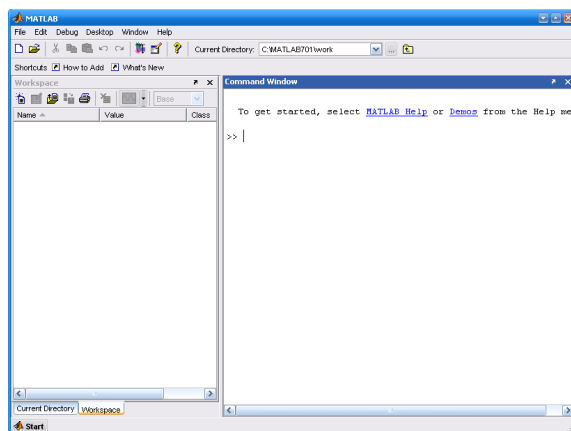 MATLAB
File Edit Debug Desktop Window Help
Current Directory: C:\MATLAB701\work
Shortcuts How to Add What's New
Workspace
Base
Name Value Class
Command Window
To get started, select MATLAB Help or Demos from the Help me
>>
Current Directory Workspace
Start